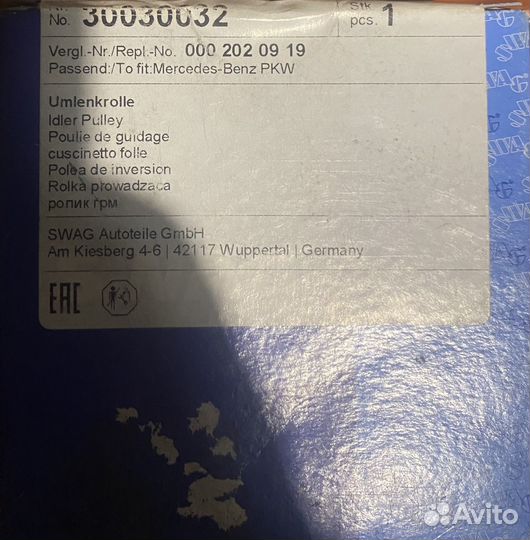 No. 30030032 Stk pcs. 1
Vergl.-Nr./Repl.-No. 000 202 09 19
Passend:/To fit:Mercedes-Benz PKW
Umlenkrolle
Idler Pulley
Poulie de guidage
cuscinetto folle
Polea de inversion
Rolka prowadzaca
ролик грм
SWAG Autoteile GmbH
Am Kiesberg 4-6 | 42117 Wuppertal | Germany
EAC
Avito